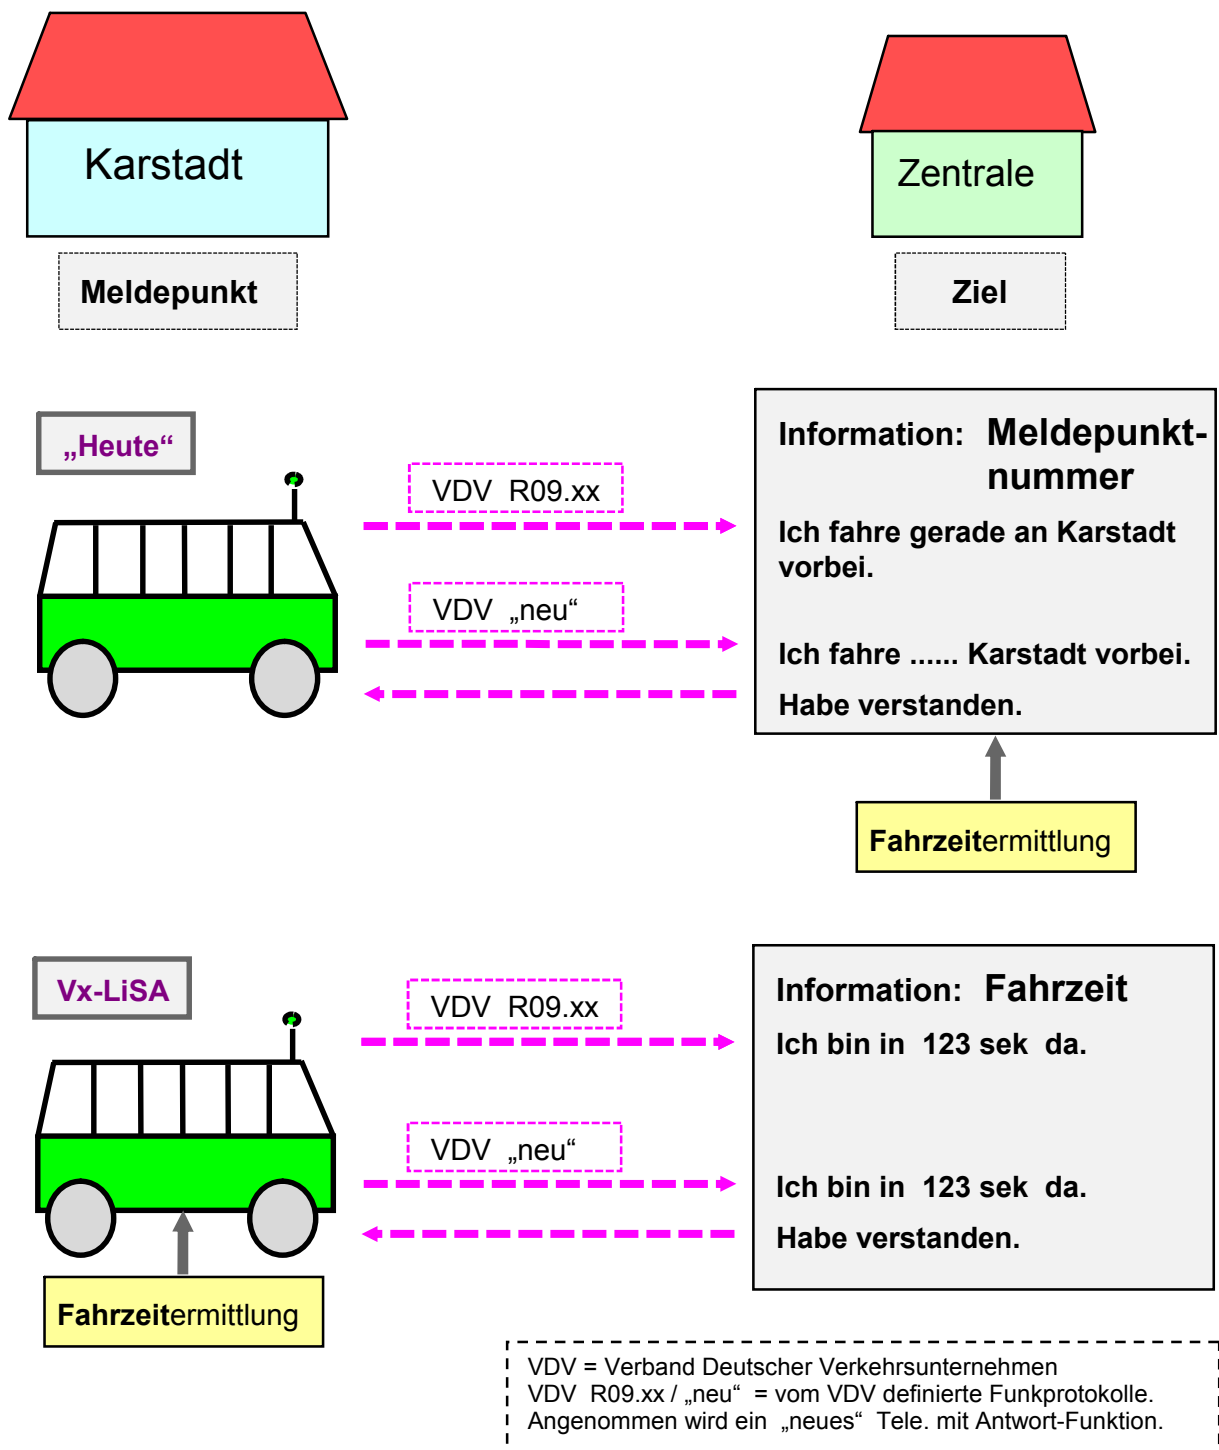 Karstadt
Zentrale
Meldepunkt
Ziel
„Heute“
VDV R09.xx
VDV „neu“
Information: Meldepunkt-
nummer
Ich fahre gerade an Karstadt
vorbei.
Ich fahre ...... Karstadt vorbei.
Habe verstanden.
Fahrzeitermittlung
Vx-LiSA
VDV R09.xx
VDV „neu“
Information: Fahrzeit
Ich bin in 123 sek da.
Ich bin in 123 sek da.
Habe verstanden.
Fahrzeitermittlung
VDV = Verband Deutscher Verkehrsunternehmen
VDV R09.xx / „neu“ = vom VDV definierte Funkprotokolle.
Angenommen wird ein „neues“ Tele. mit Antwort-Funktion.